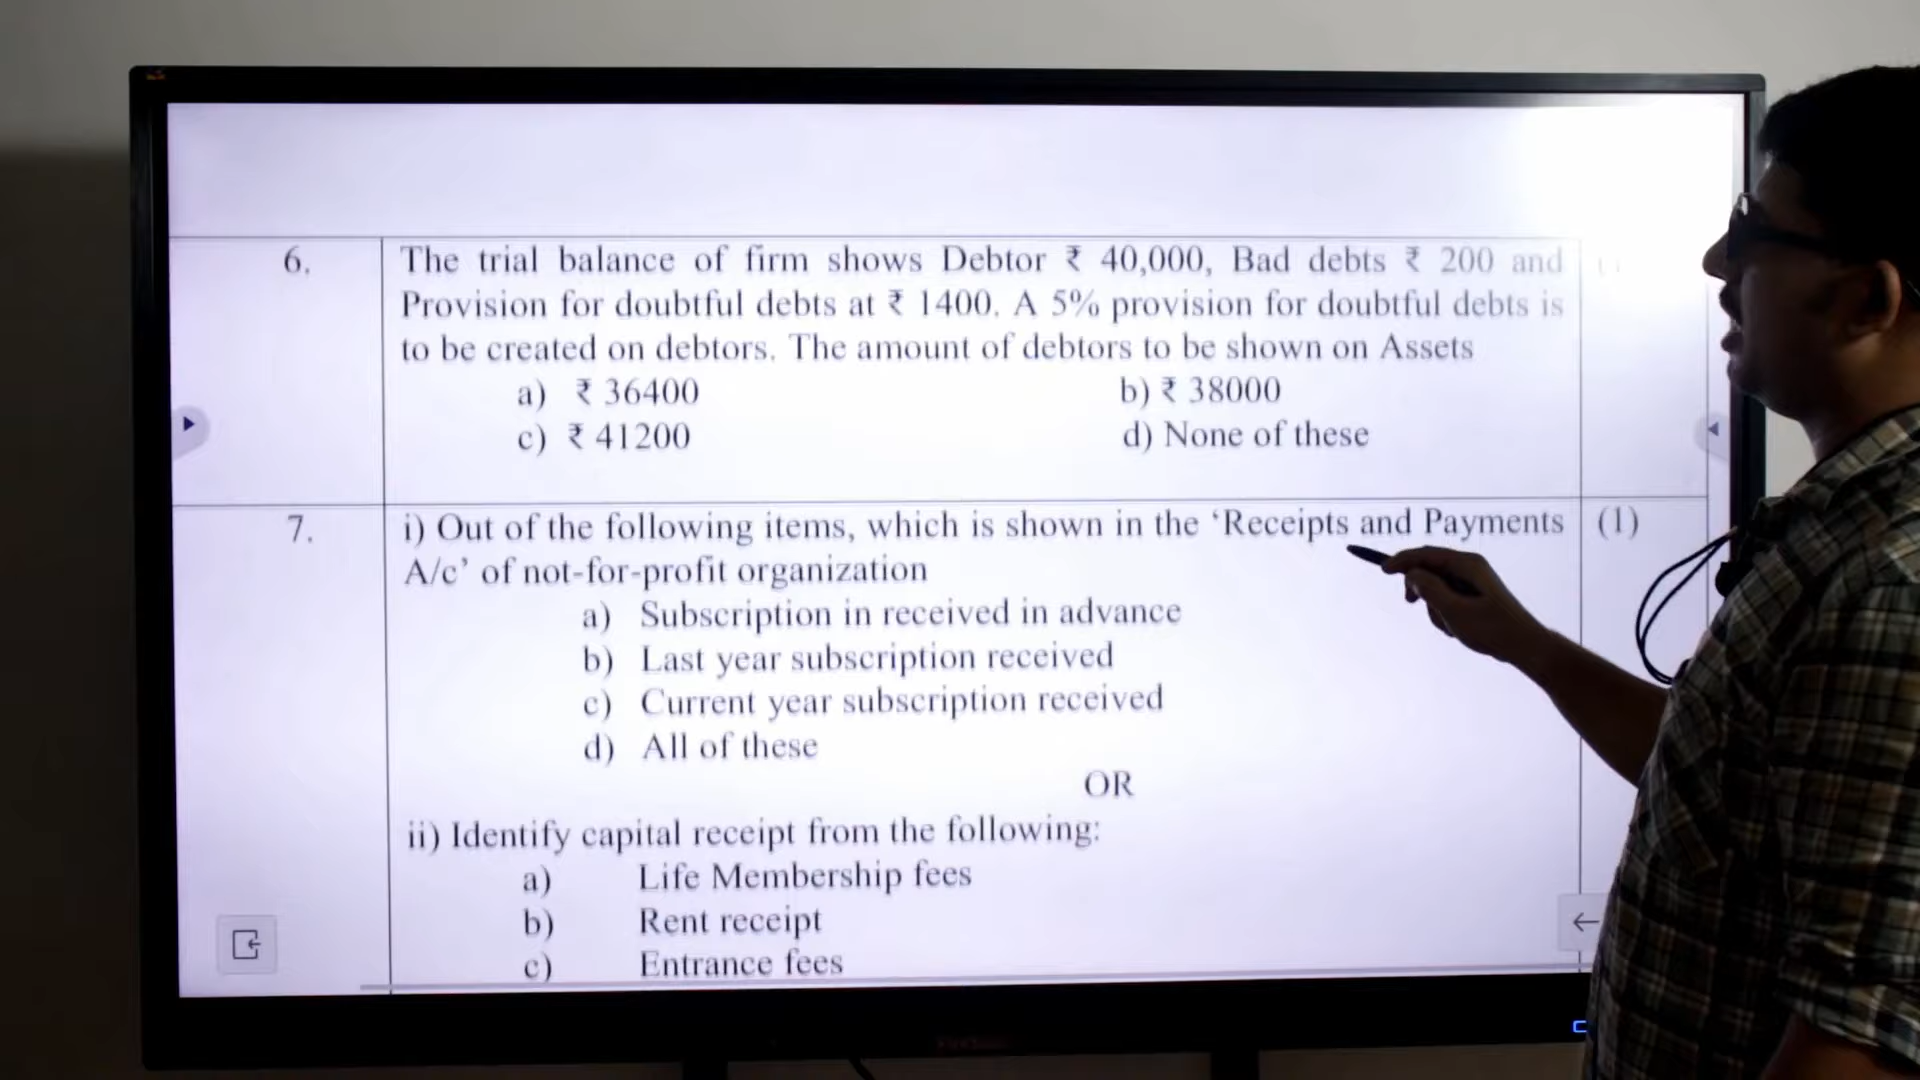 6.
The trial balance of firm shows Debtor ₹ 40,000, Bad debts ₹ 200 and
Provision for doubtful debts at ₹ 1400. A 5% provision for doubtful debts is
to be created on debtors. The amount of debtors to be shown on Assets
a) ₹ 36400 b) ₹ 38000
c) ₹ 41200 d) None of these
7.
i) Out of the following items, which is shown in the ‘Receipts and Payments (1)
A/c’ of not-for-profit organization
a) Subscription in received in advance
b) Last year subscription received
c) Current year subscription received
d) All of these
OR
ii) Identify capital receipt from the following:
a) Life Membership fees
b) Rent receipt
c) Entrance fees